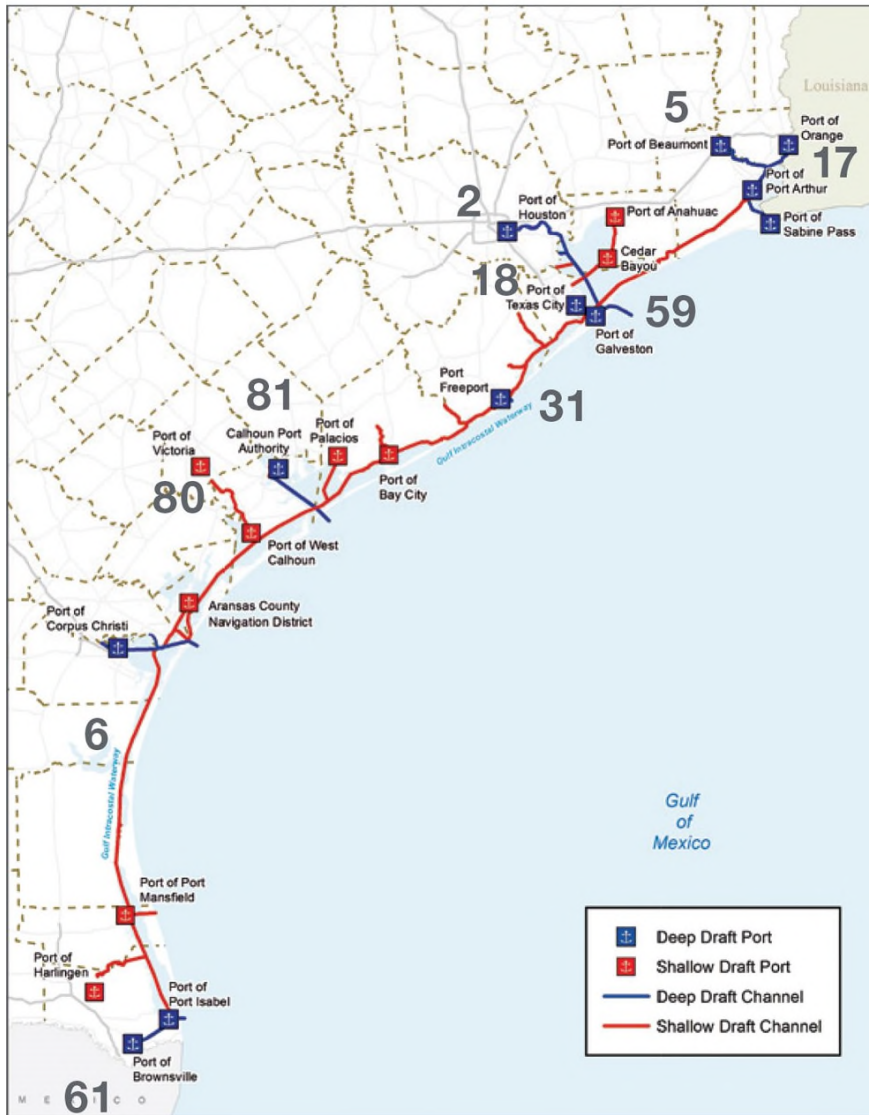 Louisiana
5
Port of Beaumont
Port of
Orange
17
Port of
Port Arthur
Port of
Sabine Pass
2
Port of
Houston
Port of Anahuac
Cedar
Bayou
18
Port of
Texas City
59
Port of
Galveston
Port
Freeport
31
Gulf Intracostal Waterway
81
Port of
Victoria
Calhoun Port
Authority
Port of
Palacios
Port of
Bay City
80
Port of West
Calhoun
Aransas County
Navigation District
Port of
Corpus Christi
6
Gulf Intracostal Waterway
Gulf
of
Mexico
Port of Port
Mansfield
Port of
Harlingen
Port of
Port Isabel
Port of
Brownsville
MEXICO
61
Deep Draft Port
Shallow Draft Port
Deep Draft Channel
Shallow Draft Channel